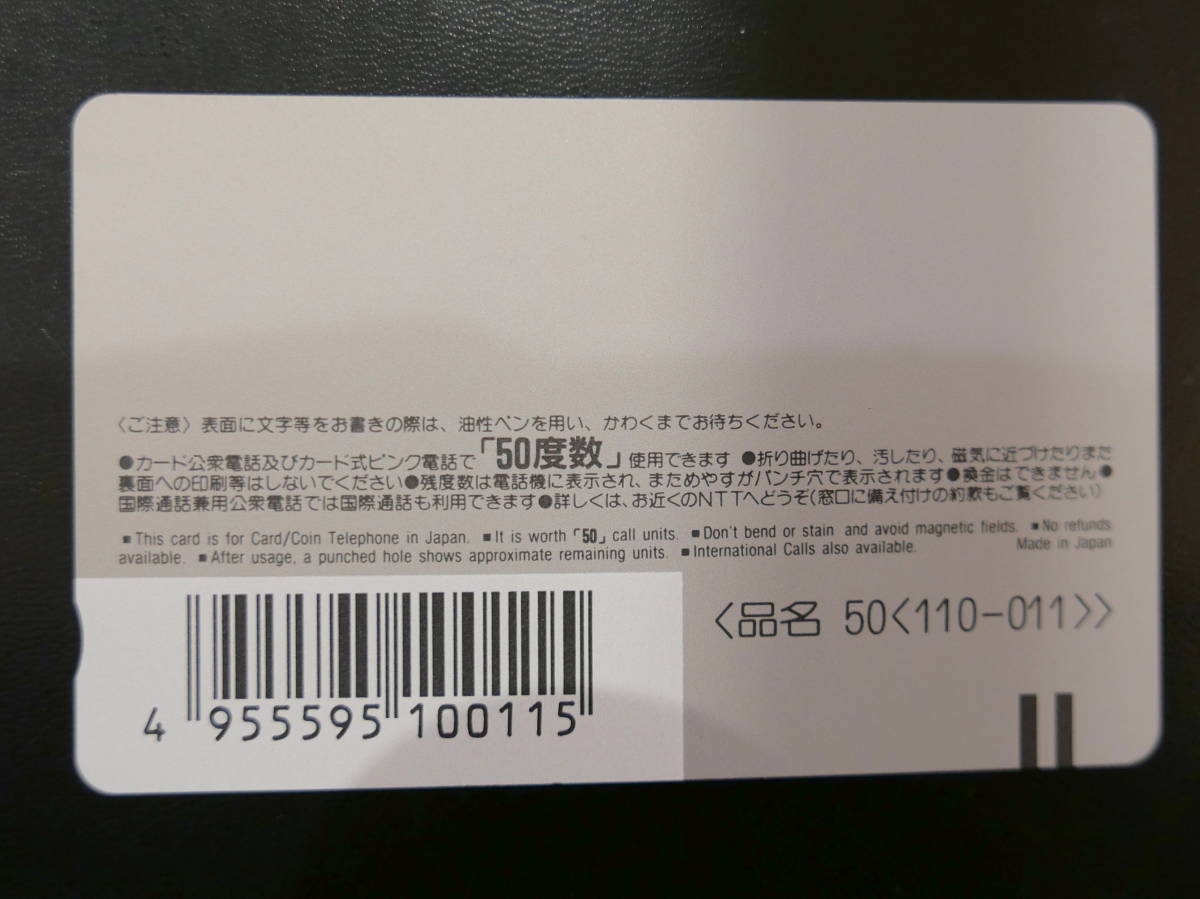 〈ご注意〉表面に文字等をお書きの際は、油性ペンを用い、かわくまでお待ちください。
●カード公衆電話及びカード式ピンク電話で「50度数」使用できます ●折り曲げたり、汚したり、磁気に近づけたりまた
裏面への印刷等はしないでください●残度数は電話機に表示され、まためやすがパンチ穴で表示されます●換金はできません●
国際通話兼用公衆電話では国際通話も利用できます●詳しくは、お近くのNTTへどうぞ(窓口に備え付けの約款もご覧ください)
■This card is for Card/Coin Telephone in Japan. ■It is worth「50」call units. ■Don't bend or stain and avoid magnetic fields. ■No refunds
available. ■After usage, a punched hole shows approximate remaining units. ■International Calls also available. Made in Japan
〈品名 50〈110-011〉〉
4 955595 100115